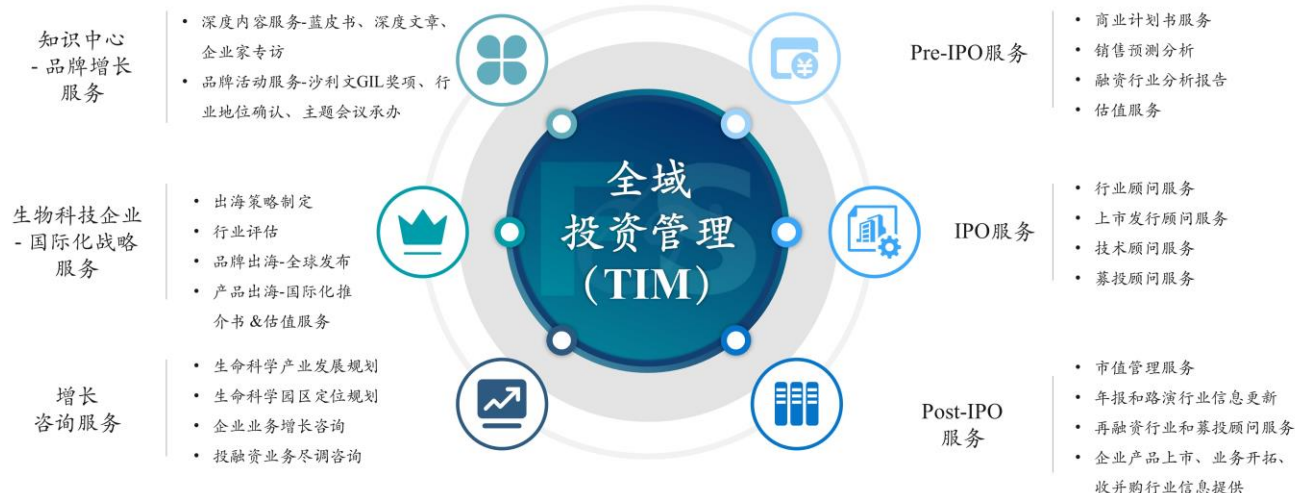 知识中心
- 品牌增长
服务
• 深度内容服务-蓝皮书、深度文章、
企业家专访
• 品牌活动服务-沙利文GIL奖项、行
业地位确认、主题会议承办
生物科技企业
- 国际化战略
服务
• 出海策略制定
• 行业评估
• 品牌出海-全球发布
• 产品出海-国际化推
介书 &估值服务
增长
咨询服务
• 生命科学产业发展规划
• 生命科学园区定位规划
• 企业业务增长咨询
• 投融资业务尽调咨询
全域
投资管理
(TIM)
Pre-IPO服务
• 商业计划书服务
• 销售预测分析
• 融资行业分析报告
• 估值服务
IPO服务
• 行业顾问服务
• 上市发行顾问服务
• 技术顾问服务
• 募投顾问服务
Post-IPO
服务
• 市值管理服务
• 年报和路演行业信息更新
• 再融资行业和募投顾问服务
• 企业产品上市、业务开拓、
收并购行业信息提供